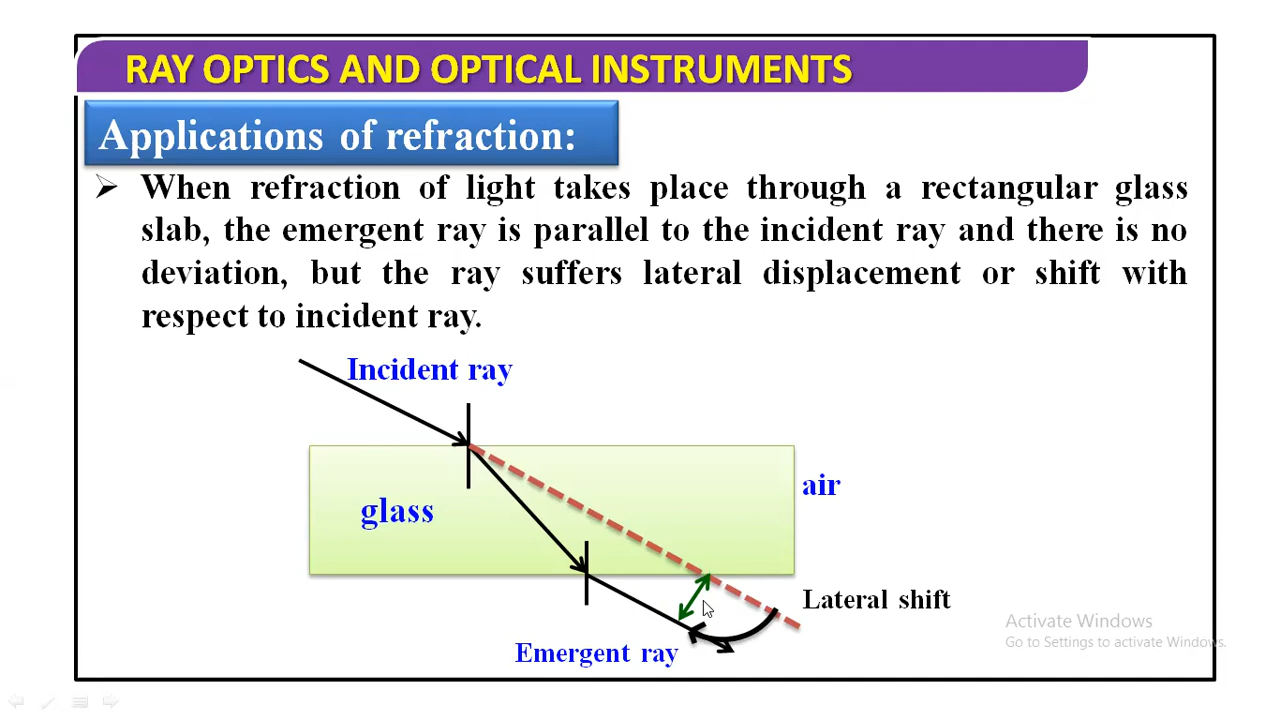 RAY OPTICS AND OPTICAL INSTRUMENTS
Applications of refraction:
➢ When refraction of light takes place through a rectangular glass
slab, the emergent ray is parallel to the incident ray and there is no
deviation, but the ray suffers lateral displacement or shift with
respect to incident ray.
Incident ray
glass
air
Lateral shift
Emergent ray
Activate Windows
Go to Settings to activate Windows.